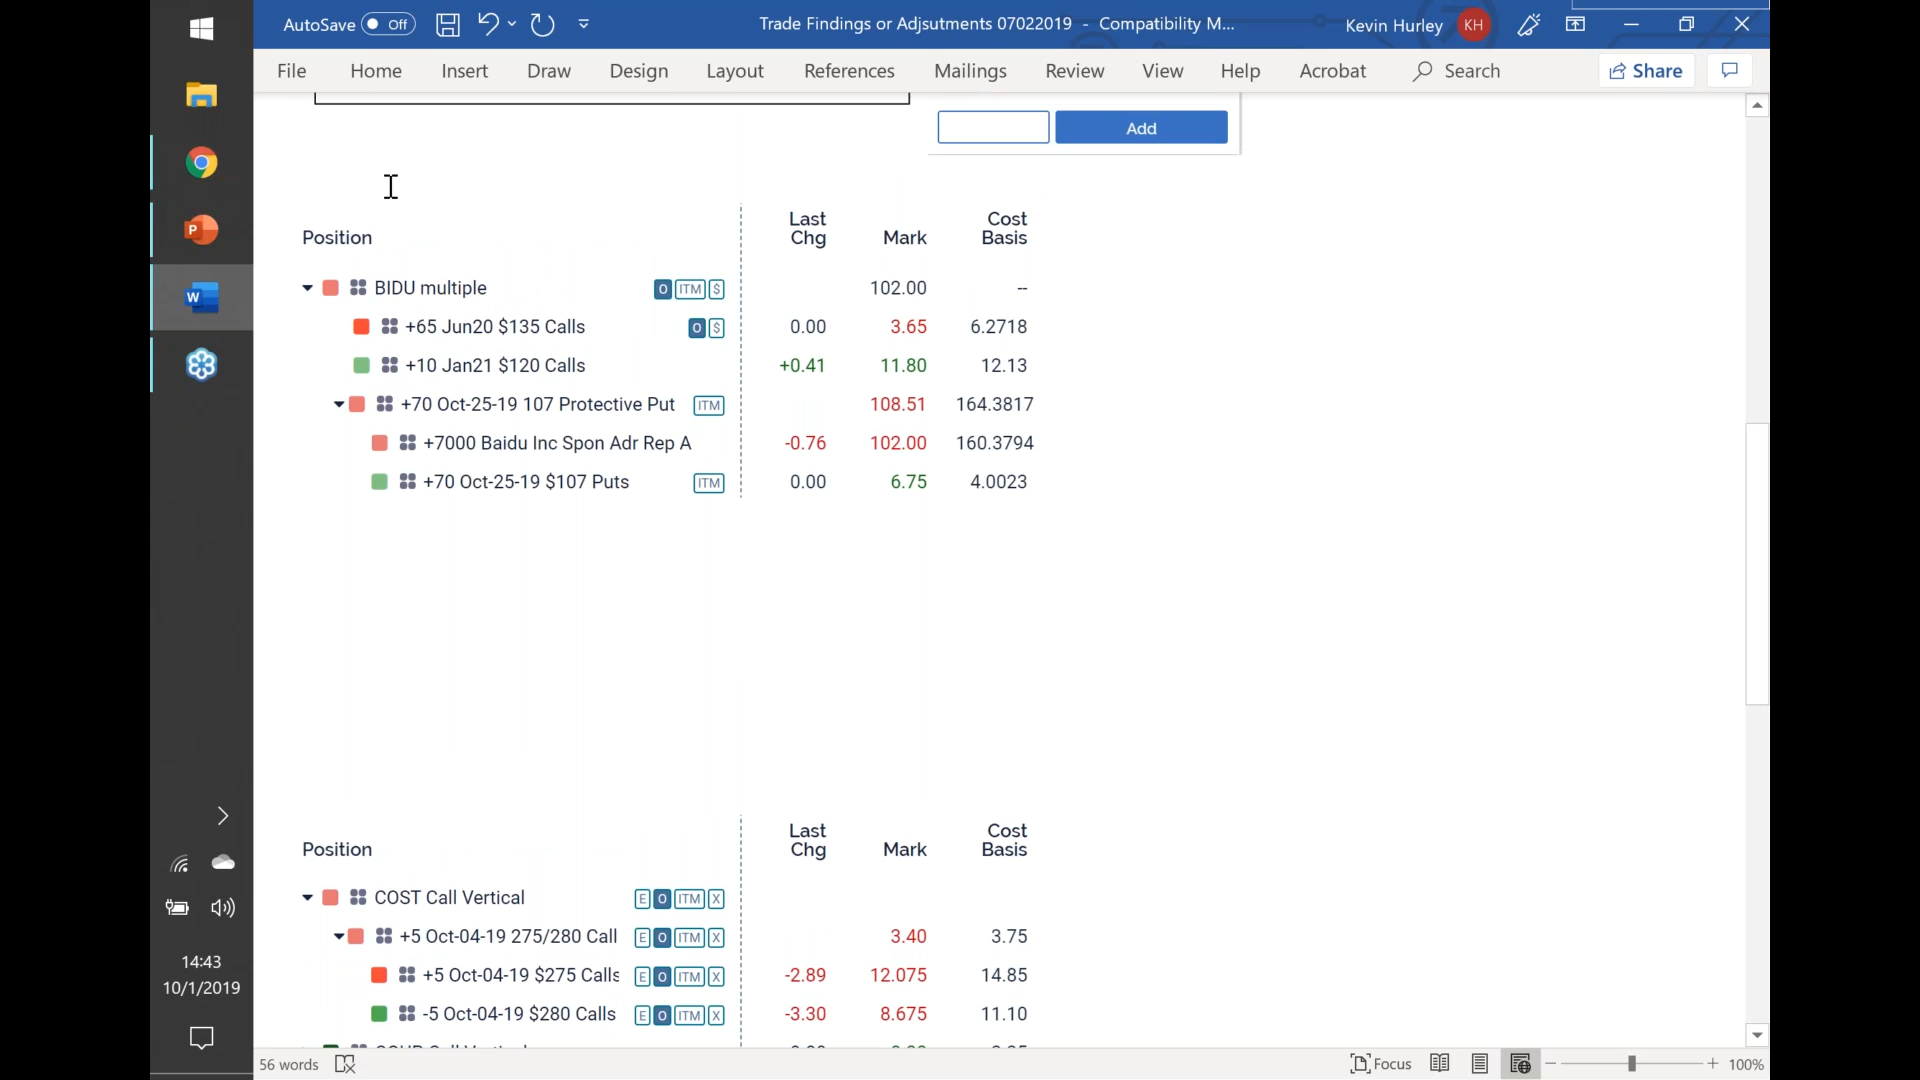 AutoSave Off
Trade Findings or Adjsutments 07022019 - Compatibility M...
Kevin Hurley KH
File Home Insert Draw Design Layout References Mailings Review View Help Acrobat Search Share
Add
Position Last Chg Mark Cost Basis
BIDU multiple O ITM $ 102.00 --
+65 Jun20 $135 Calls O $ 0.00 3.65 6.2718
+10 Jan21 $120 Calls +0.41 11.80 12.13
+70 Oct-25-19 107 Protective Put ITM 108.51 164.3817
+7000 Baidu Inc Spon Adr Rep A -0.76 102.00 160.3794
+70 Oct-25-19 $107 Puts ITM 0.00 6.75 4.0023
Position Last Chg Mark Cost Basis
COST Call Vertical E O ITM X
+5 Oct-04-19 275/280 Call E O ITM X 3.40 3.75
+5 Oct-04-19 $275 Calls E O ITM X -2.89 12.075 14.85
-5 Oct-04-19 $280 Calls E O ITM X -3.30 8.675 11.10
14:43
10/1/2019
56 words
Focus
100%